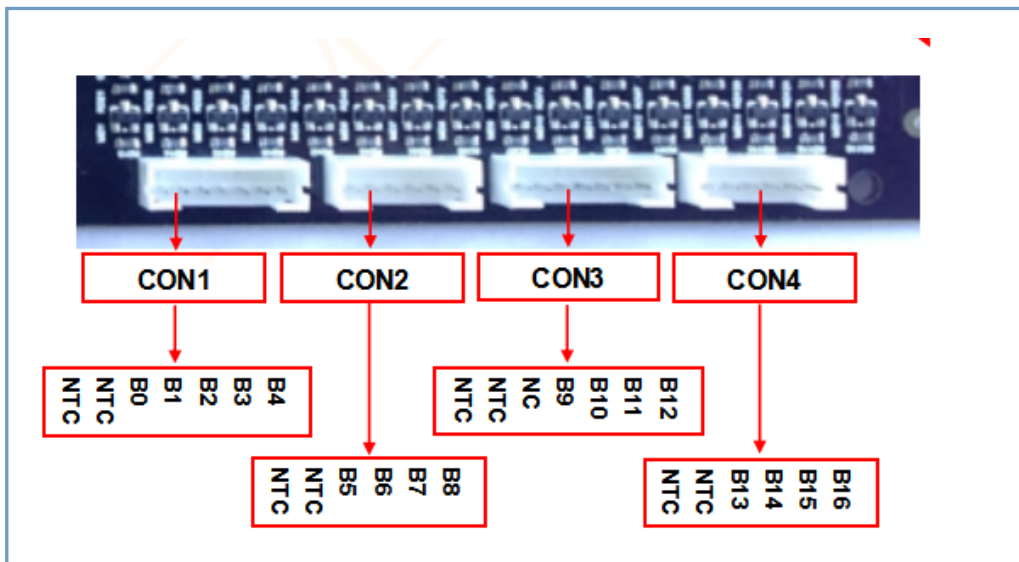 CON1 CON2 CON3 CON4
NTC NTC B0 B1 B2 B3 B4
NTC NTC NC B9 B10 B11 B12
NTC NTC B5 B6 B7 B8
NTC NTC B13 B14 B15 B16